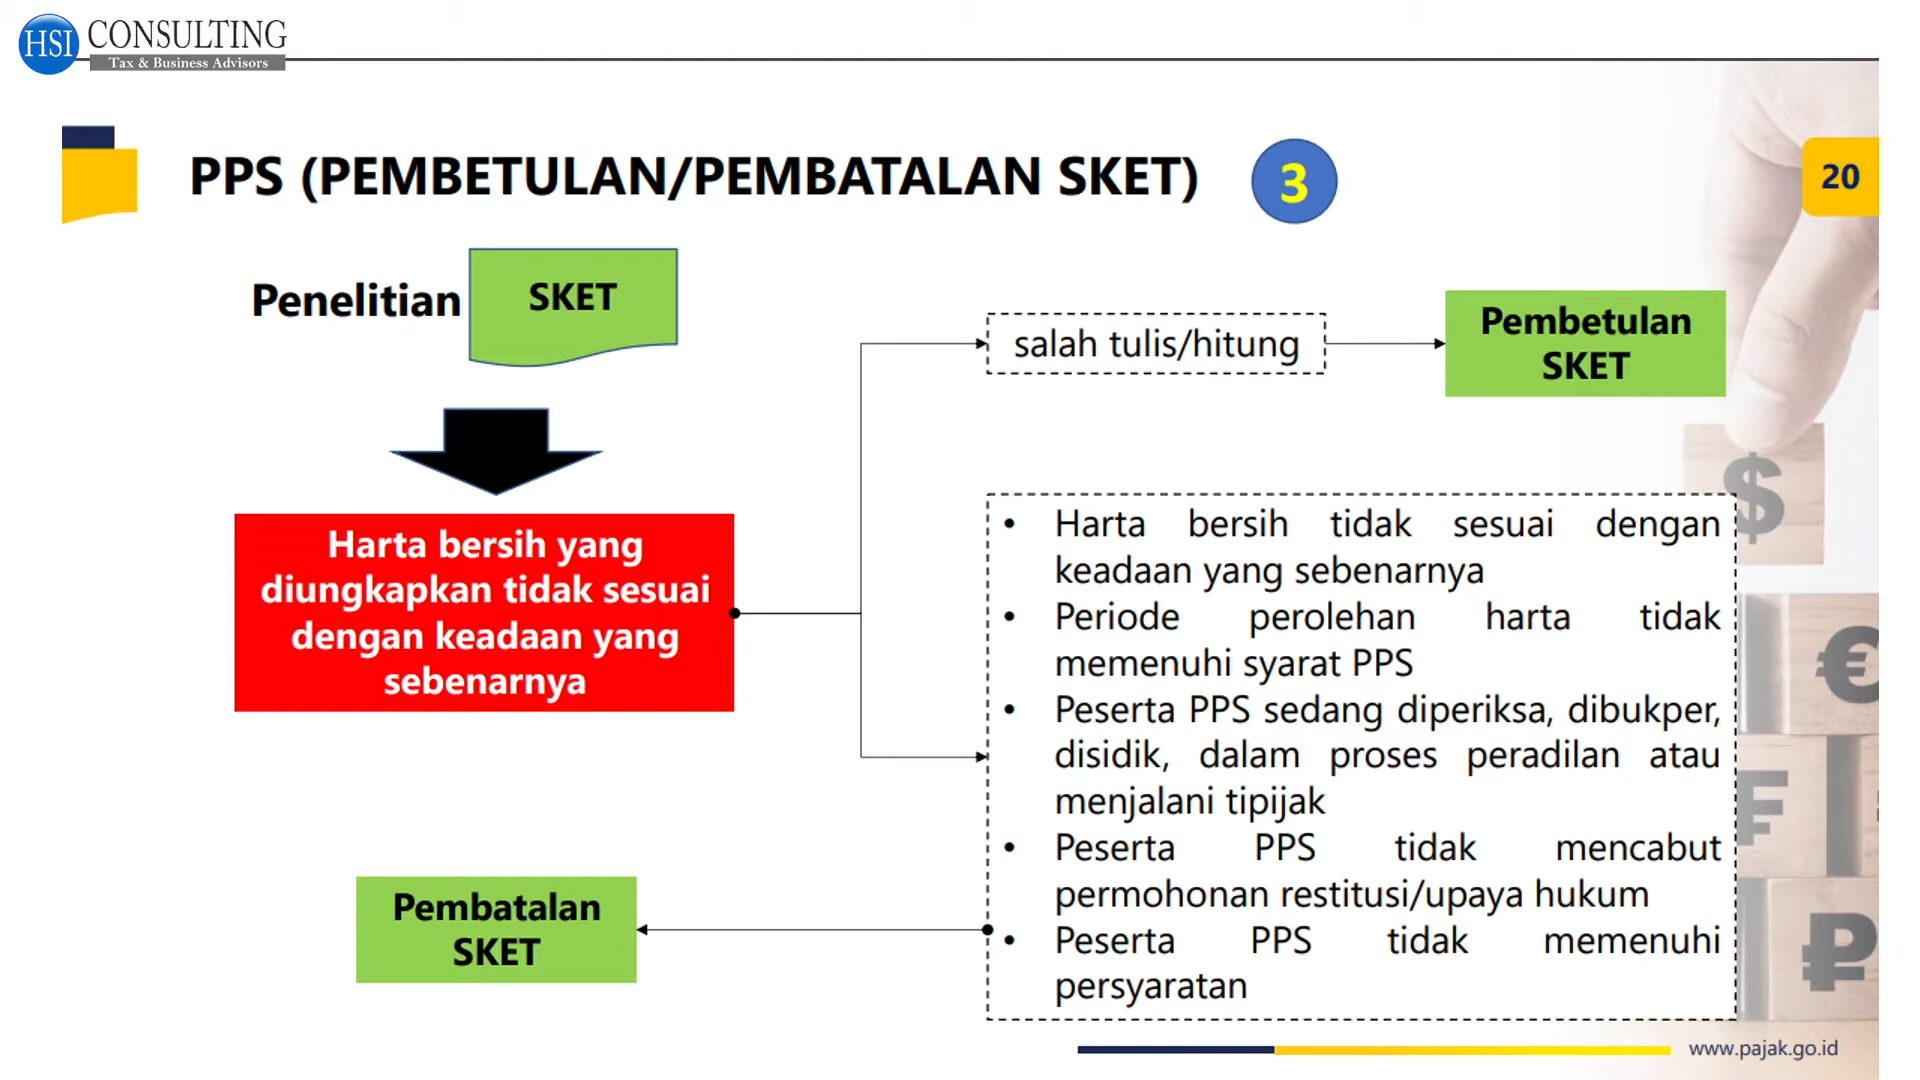 HSI CONSULTING
Tax & Business Advisors
PPS (PEMBETULAN/PEMBATALAN SKET)
3
20
Penelitian
SKET
salah tulis/hitung
Pembetulan
SKET
Harta bersih yang
diungkapkan tidak sesuai
dengan keadaan yang
sebenarnya
• Harta bersih tidak sesuai dengan
keadaan yang sebenarnya
• Periode perolehan harta tidak
memenuhi syarat PPS
• Peserta PPS sedang diperiksa, dibukper,
disidik, dalam proses peradilan atau
menjalani tipijak
• Peserta PPS tidak mencabut
permohonan restitusi/upaya hukum
• Peserta PPS tidak memenuhi
persyaratan
Pembatalan
SKET
$
€
₣
₽
www.pajak.go.id